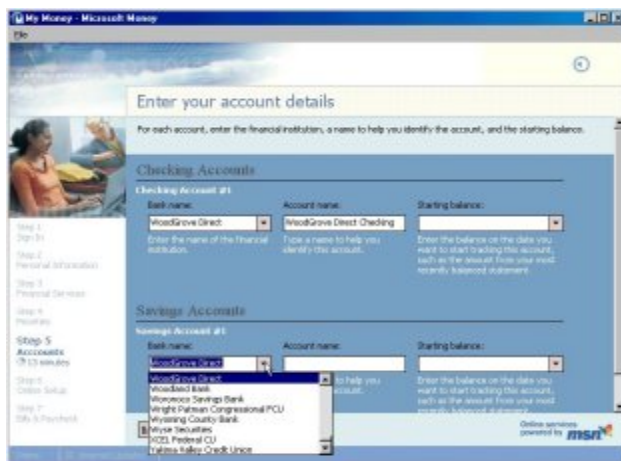 My Money - Microsoft Money
File
Enter your account details
For each account, enter the financial institution, a name to help you identify the account, and the starting balance.
Checking Accounts
Checking Account #1
Bank name: Account name: Starting balance:
WoodGrove Direct WoodGrove Direct Checking
Enter the name of the financial institution.
Type a name to help you identify this account.
Enter the balance on the date you want to start tracking this account, such as the amount from your most recently balanced statement.
Step 1
Sign In
Step 2
Personal Information
Step 3
Financial Services
Step 4
Priorities
Step 5
Accounts
13 minutes
Step 6
Online Setup
Step 7
Bills & Paycheck
Savings Accounts
Savings Account #1
Bank name: Account name: Starting balance:
WoodGrove Direct
WoodGrove Direct
Woodland Bank
Woronoco Savings Bank
Wright Patman Congressional FCU
Wyoming County Bank
Wyse Securities
XCEL Federal CU
Yakima Valley Credit Union
to help you
account.
Enter the balance on the date you want to start tracking this account, such as the amount from your most
Online services
powered by msn